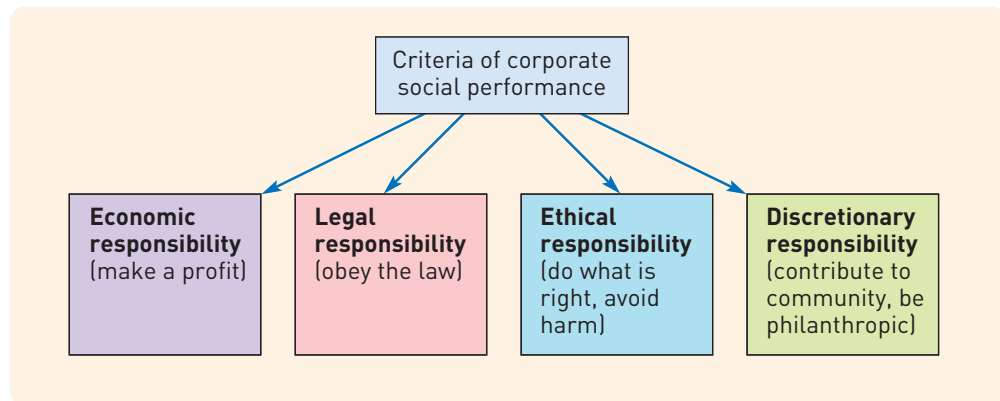 Criteria of corporate
social performance
Economic
responsibility
(make a profit)
Legal
responsibility
(obey the law)
Ethical
responsibility
(do what is
right, avoid
harm)
Discretionary
responsibility
(contribute to
community, be
philanthropic)